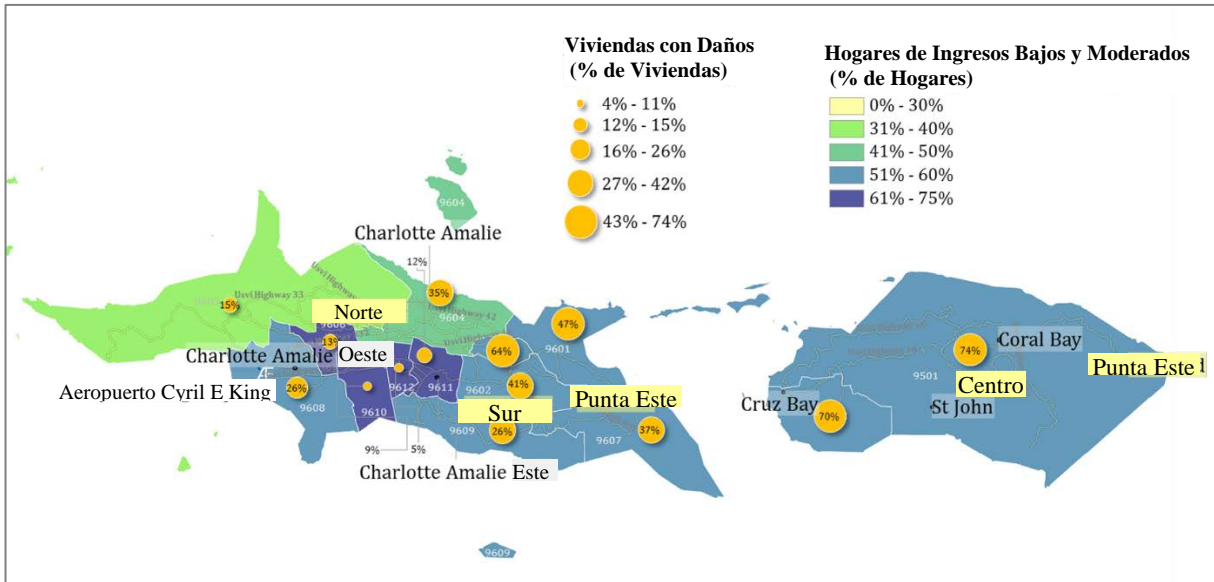 Viviendas con Daños
(% de Viviendas)
4% - 11%
12% - 15%
16% - 26%
27% - 42%
43% - 74%
Hogares de Ingresos Bajos y Moderados
(% de Hogares)
0% - 30%
31% - 40%
41% - 50%
51% - 60%
61% - 75%
9604
Charlotte Amalie
12%
35%
Usvi Highway 33
15%
Norte
9604
47%
9601
13%
64%
Charlotte Amalie Oeste
9612
9611
9602
41%
Aeropuerto Cyril E King
26%
9608
9610
Sur
Punta Este
9609
26%
9607
37%
9%
5%
Charlotte Amalie Este
9609
74%
Coral Bay
9501
Punta Este
Centro
Cruz Bay
70%
St John